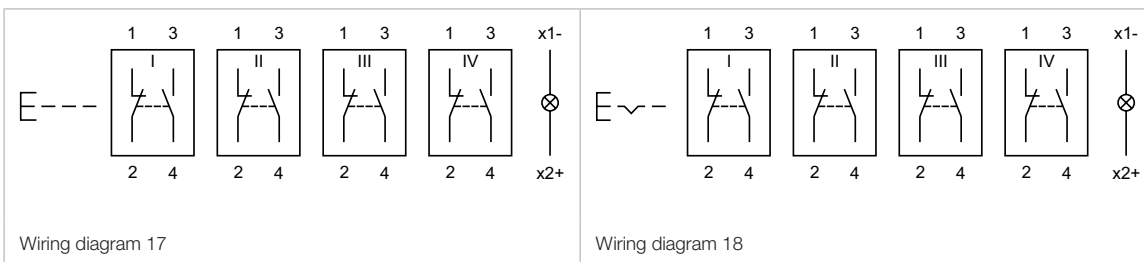 1 3 1 3 1 3 1 3 x1- 1 3 1 3 1 3 1 3 x1-
I II III IV I II III IV
2 4 2 4 2 4 2 4 x2+ 2 4 2 4 2 4 2 4 x2+
Wiring diagram 17 Wiring diagram 18